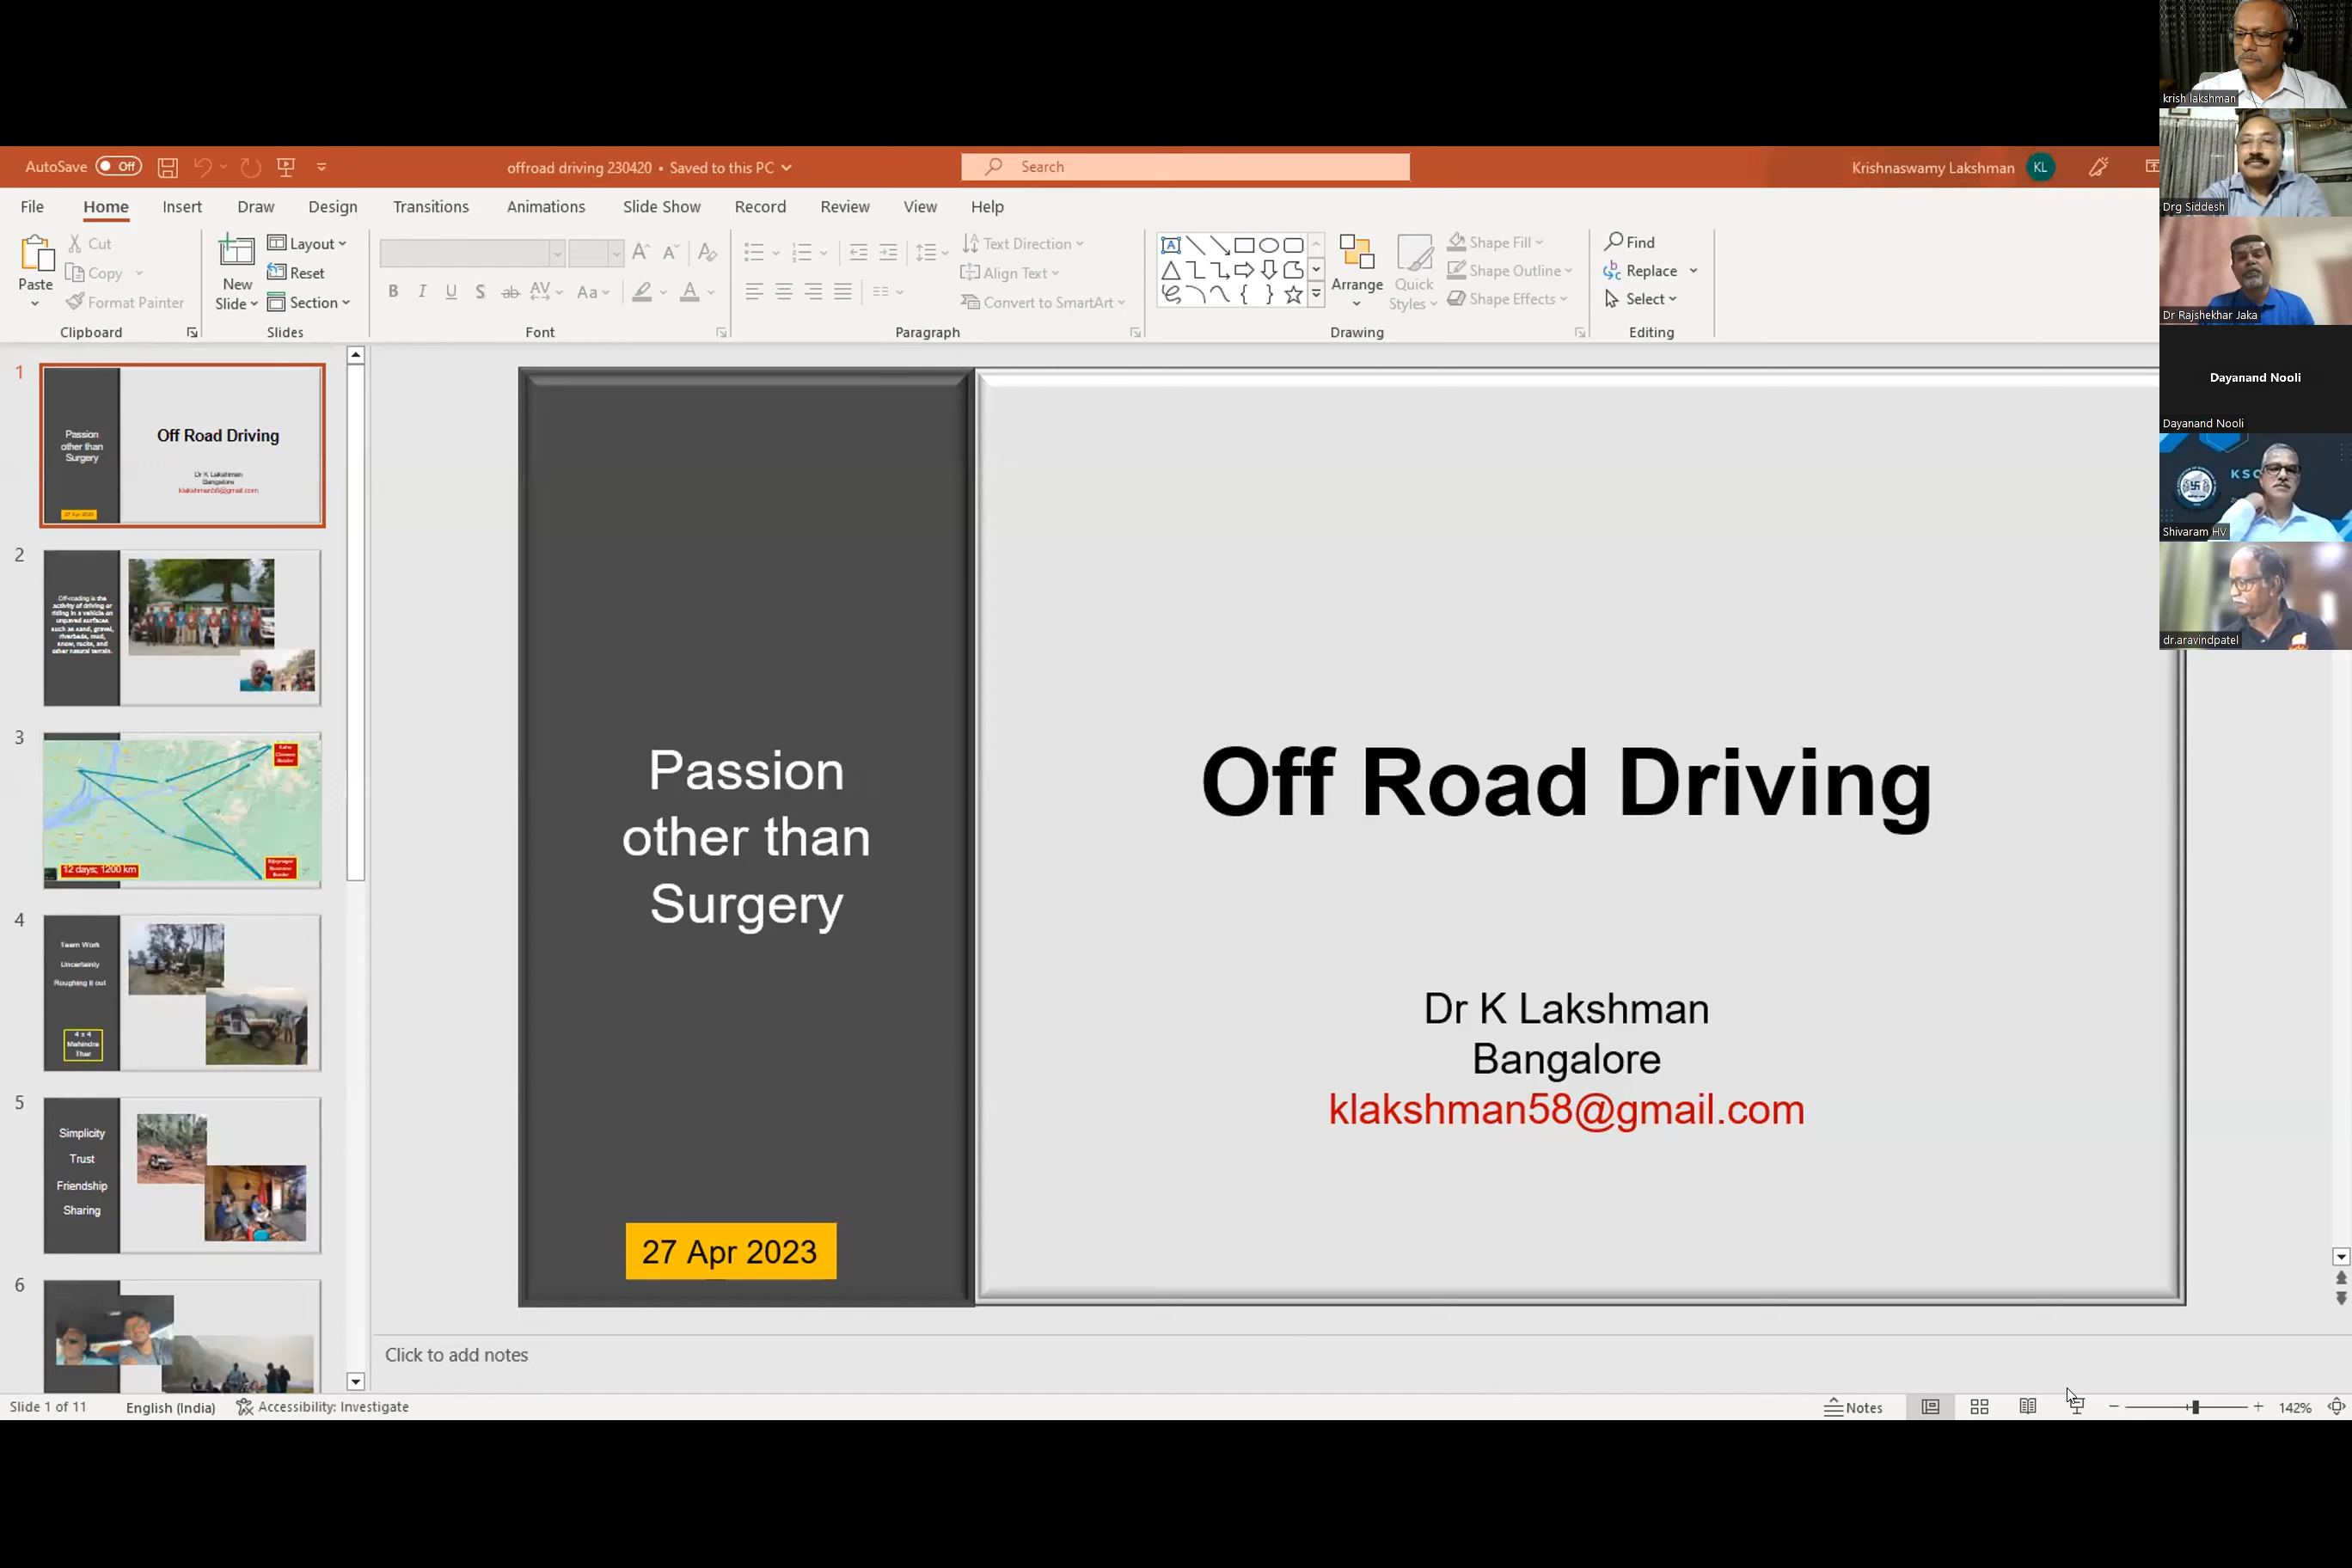 AutoSave Off
offroad driving 230420 • Saved to this PC
Search
Krishnaswamy Lakshman KL
File Home Insert Draw Design Transitions Animations Slide Show Record Review View Help
Paste
Cut
Copy
Format Painter
Clipboard
New
Slide
Layout
Reset
Section
Slides
Font
Text Direction
Align Text
Convert to SmartArt
Paragraph
Arrange
Quick
Styles
Shape Fill
Shape Outline
Shape Effects
Drawing
Find
Replace
Select
Editing
1
Passion
other than
Surgery
Off Road Driving
Dr K Lakshman
Bangalore
klakshman58@gmail.com
27 Apr 2023
2
Off-roading is the
activity of driving or
riding in a vehicle on
unpaved surfaces
such as sand, gravel,
riverbeds, mud,
snow, rocks, and
other natural terrain.
3
12 days; 1200 km
4
Team Work
Uncertainty
Roughing it out
4 x 4
Mahindra
Thar
5
Simplicity
Trust
Friendship
Sharing
6
Passion
other than
Surgery
27 Apr 2023
Off Road Driving
Dr K Lakshman
Bangalore
klakshman58@gmail.com
Click to add notes
Slide 1 of 11
English (India)
Accessibility: Investigate
Notes
142%
krish lakshman
Drg Siddesh
Dr Rajshekhar Jaka
Dayanand Nooli
Dayanand Nooli
Shivaram HV
dr.aravindpatel